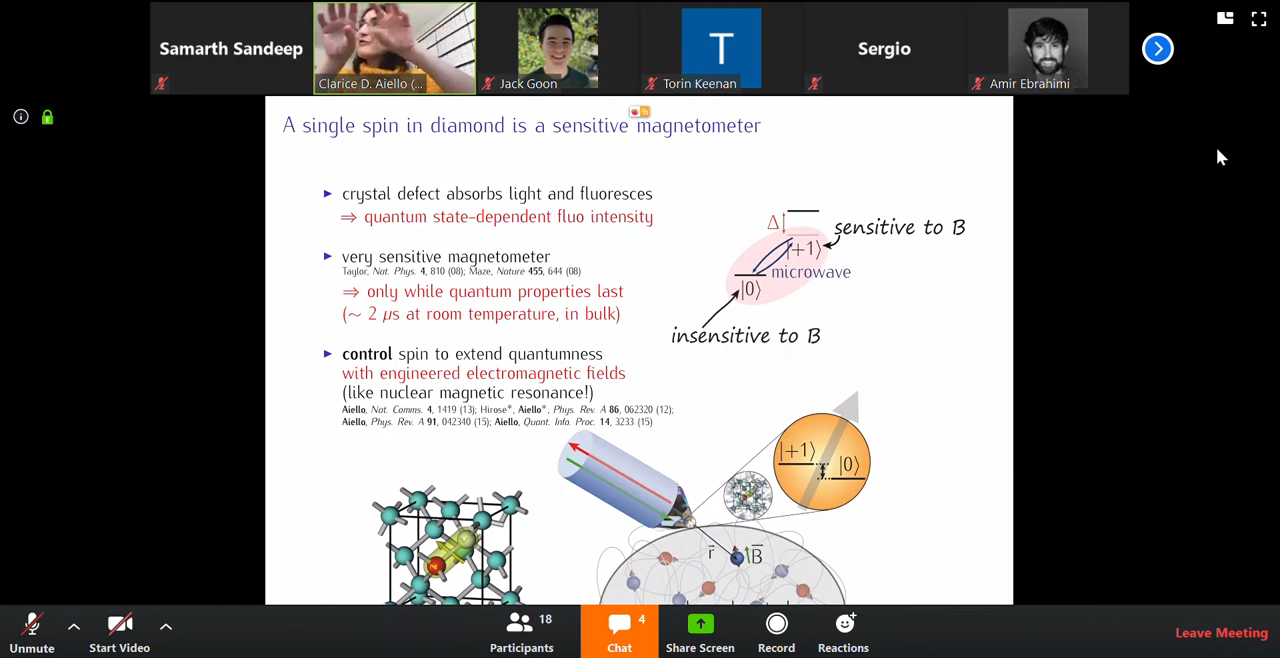 Samarth Sandeep
Clarice D. Aiello (...
Jack Goon
T
Torin Keenan
Sergio
Amir Ebrahimi
A single spin in diamond is a sensitive magnetometer
crystal defect absorbs light and fluoresces
⇒ quantum state-dependent fluo intensity
very sensitive magnetometer
Taylor, Nat. Phys. 4, 810 (08); Maze, Nature 455, 644 (08)
⇒ only while quantum properties last
(∼ 2 µs at room temperature, in bulk)
control spin to extend quantumness
with engineered electromagnetic fields
(like nuclear magnetic resonance!)
Aiello, Nat. Comms. 4, 1419 (13); Hirose*, Aiello*, Phys. Rev. A 86, 062320 (12);
Aiello, Phys. Rev. A 91, 042340 (15); Aiello, Quant. Info. Proc. 14, 3233 (15)
Δ
sensitive to B
|+1⟩
microwave
|0⟩
insensitive to B
|+1⟩
|0⟩
r⃗
B⃗
N
Unmute
Start Video
Participants
18
Chat
4
Share Screen
Record
Reactions
Leave Meeting